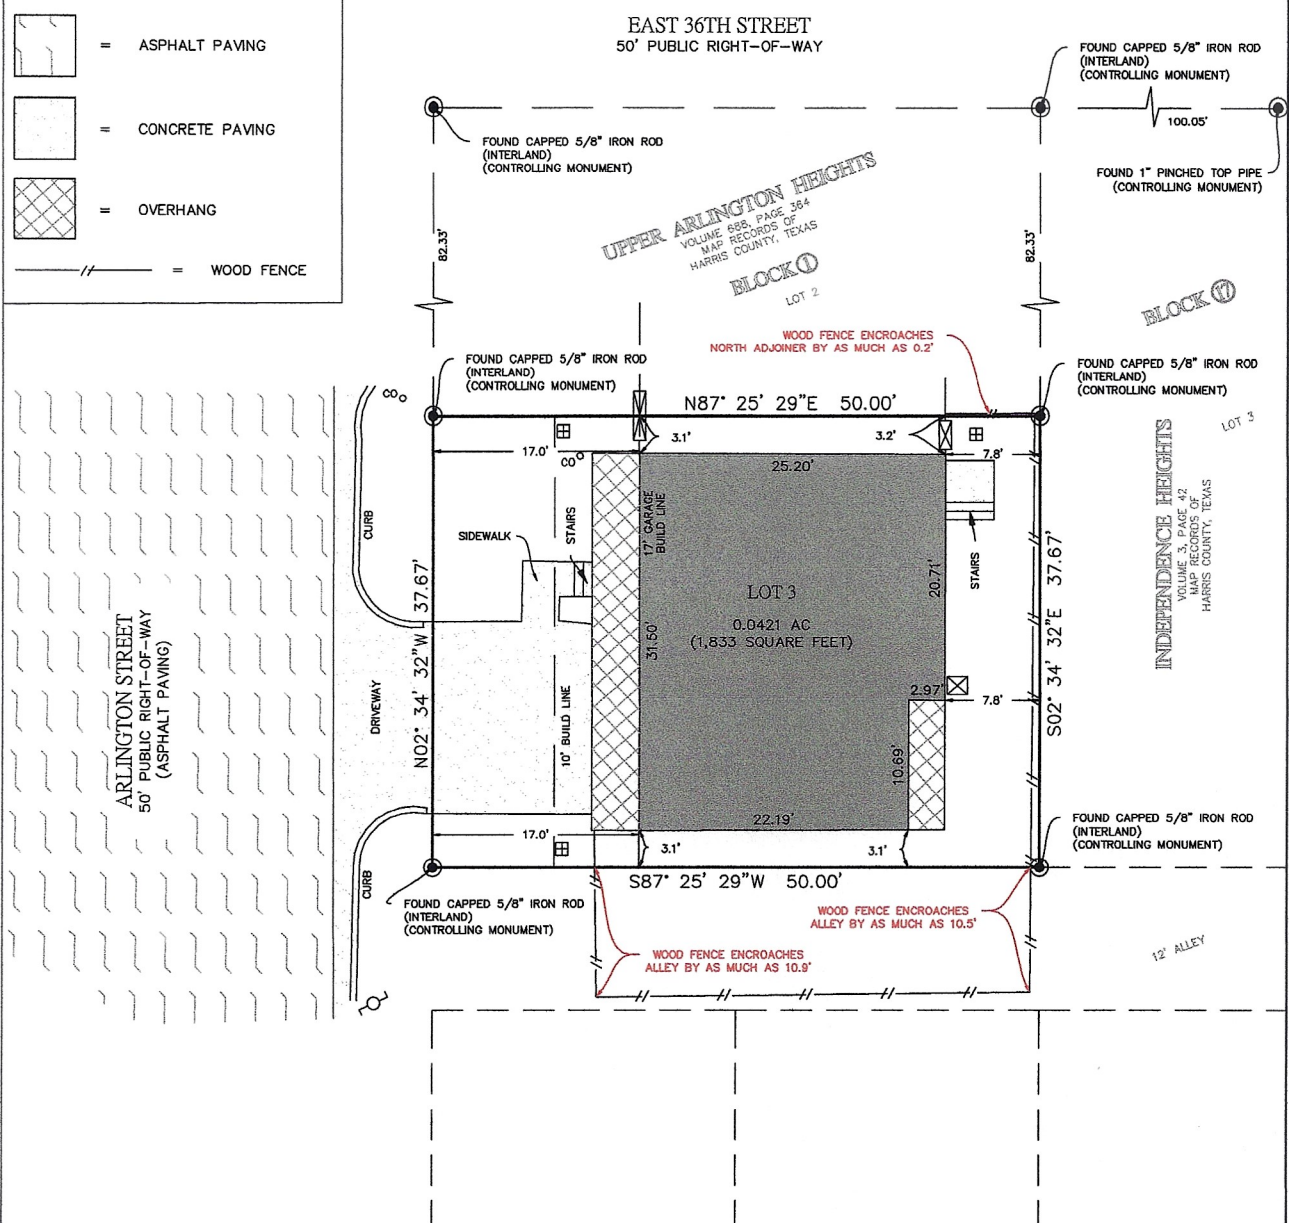 = ASPHALT PAVING
= CONCRETE PAVING
= OVERHANG
= WOOD FENCE
EAST 36TH STREET
50' PUBLIC RIGHT-OF-WAY
FOUND CAPPED 5/8" IRON ROD
(INTERLAND)
(CONTROLLING MONUMENT)
100.05'
FOUND CAPPED 5/8" IRON ROD
(INTERLAND)
(CONTROLLING MONUMENT)
FOUND 1" PINCHED TOP PIPE
(CONTROLLING MONUMENT)
82.33'
82.33'
UPPER ARLINGTON HEIGHTS
VOLUME 688, PAGE 364
MAP RECORDS OF
HARRIS COUNTY, TEXAS
BLOCK 1
LOT 2
BLOCK 17
WOOD FENCE ENCROACHES
NORTH ADJOINER BY AS MUCH AS 0.2'
FOUND CAPPED 5/8" IRON ROD
(INTERLAND)
(CONTROLLING MONUMENT)
FOUND CAPPED 5/8" IRON ROD
(INTERLAND)
(CONTROLLING MONUMENT)
CO
N87° 25' 29"E 50.00'
LOT 3
17.0'
3.1'
3.2'
7.8'
CO
25.20'
17' GARAGE
BUILD LINE
CURB
SIDEWALK
STAIRS
STAIRS
INDEPENDENCE HEIGHTS
VOLUME 3, PAGE 42
MAP RECORDS OF
HARRIS COUNTY, TEXAS
N02° 34' 32"W 37.67'
S02° 34' 32"E 37.67'
LOT 3
0.0421 AC
(1,833 SQUARE FEET)
20.71'
31.50'
ARLINGTON STREET
50' PUBLIC RIGHT-OF-WAY
(ASPHALT PAVING)
DRIVEWAY
10' BUILD LINE
2.97'
7.8'
10.69'
22.19'
17.0'
3.1'
3.1'
FOUND CAPPED 5/8" IRON ROD
(INTERLAND)
(CONTROLLING MONUMENT)
CURB
S87° 25' 29"W 50.00'
FOUND CAPPED 5/8" IRON ROD
(INTERLAND)
(CONTROLLING MONUMENT)
WOOD FENCE ENCROACHES
ALLEY BY AS MUCH AS 10.5'
WOOD FENCE ENCROACHES
ALLEY BY AS MUCH AS 10.9'
12' ALLEY